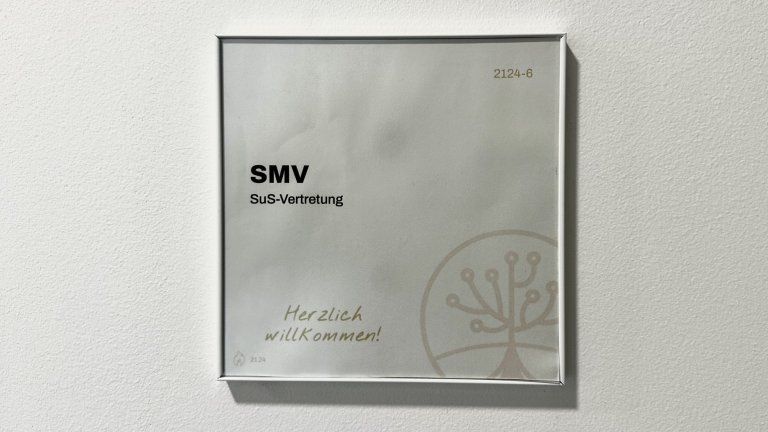 2124-6
SMV
SuS-Vertretung
Herzlich
willkommen!
2124